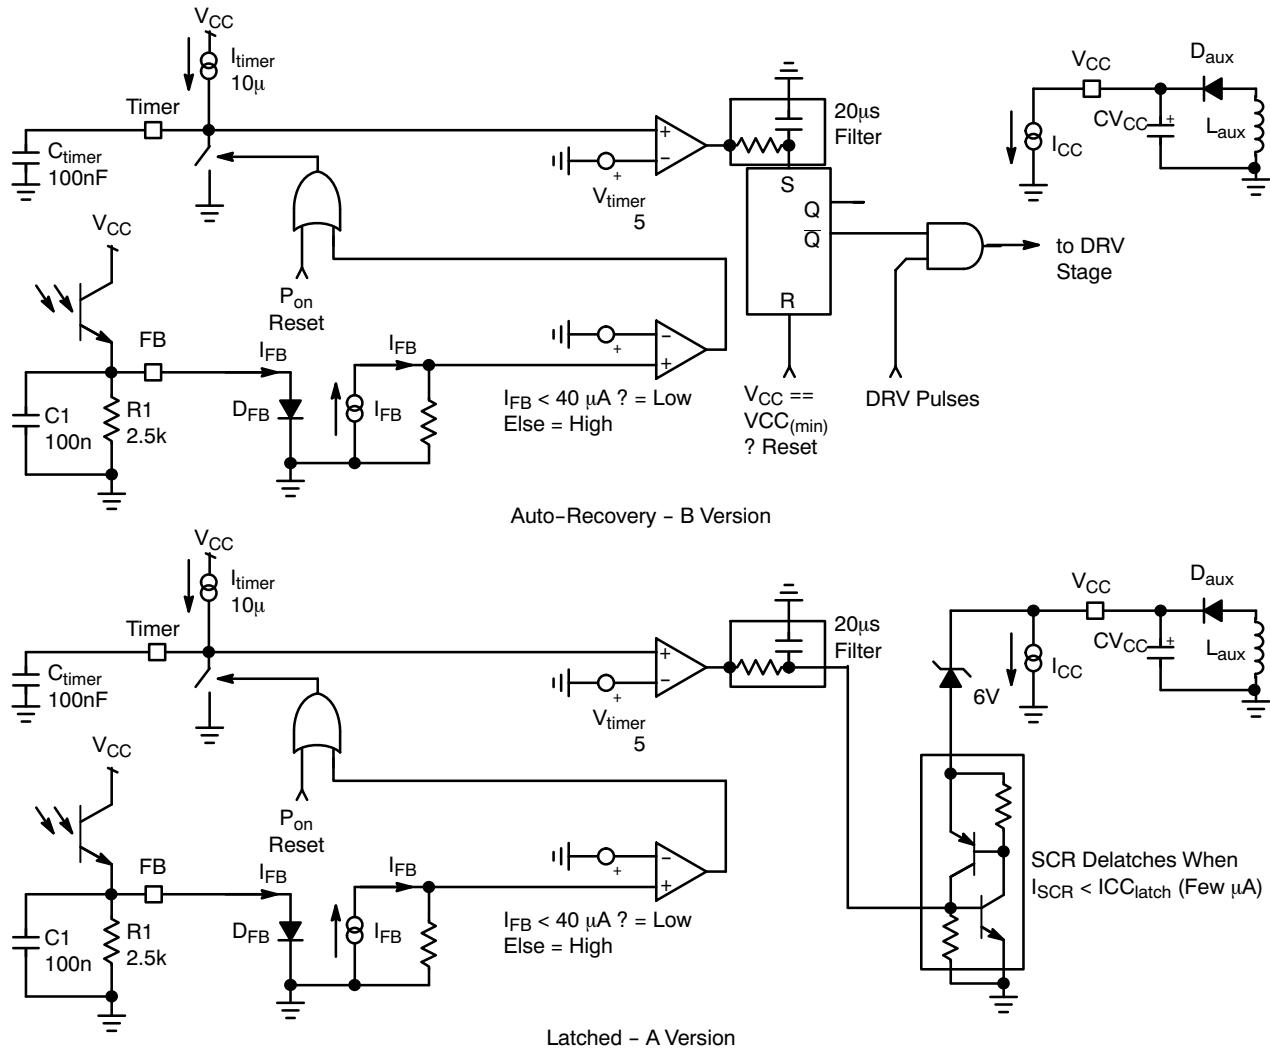 VCC
Itimer
10μ
Timer
Ctimer
100nF
+
−
+
Vtimer
5
20μs
Filter
S
Q
Q̅
R
VCC
ICC
CVCC
+
Daux
Laux
to DRV
Stage
VCC
Pon
Reset
FB
IFB
IFB
C1
100n
R1
2.5k
DFB
IFB
−
+
+
IFB < 40 μA ? = Low
Else = High
VCC ==
VCC(min)
? Reset
DRV Pulses
Auto−Recovery − B Version
VCC
Itimer
10μ
Timer
Ctimer
100nF
+
−
+
Vtimer
5
20μs
Filter
VCC
ICC
CVCC
+
Daux
Laux
6V
VCC
Pon
Reset
FB
IFB
IFB
C1
100n
R1
2.5k
DFB
IFB
−
+
+
IFB < 40 μA ? = Low
Else = High
SCR Delatches When
ISCR < ICClatch (Few μA)
Latched − A Version